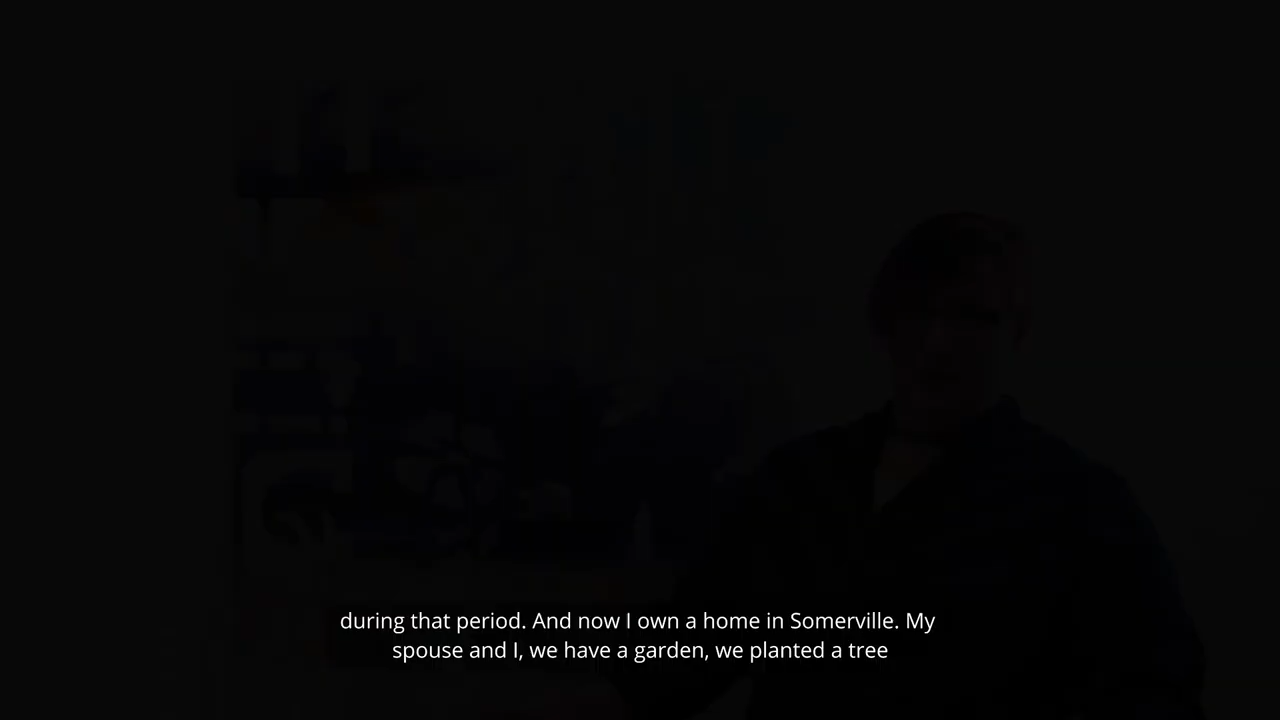 during that period. And now I own a home in Somerville. My
spouse and I, we have a garden, we planted a tree